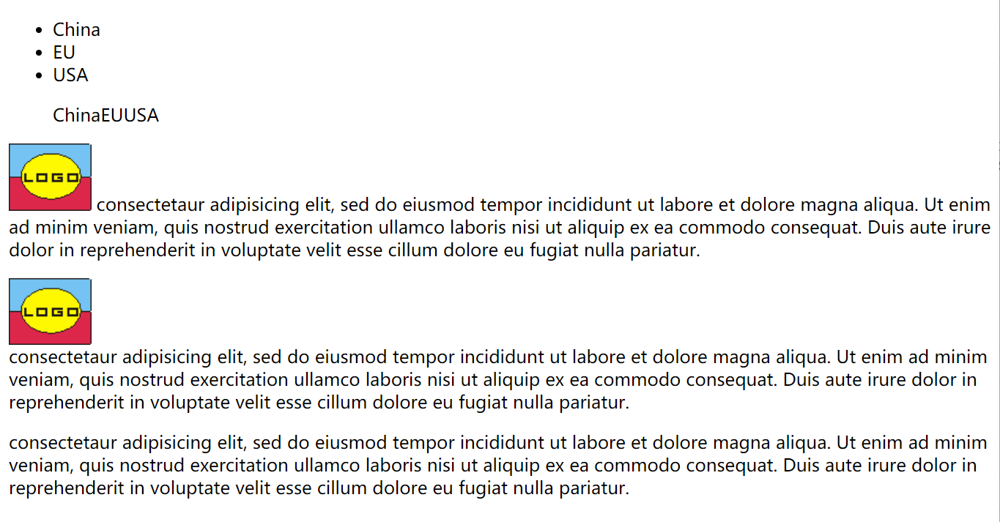 China
EU
USA
ChinaEUUSA
LOGO
consectetaur adipisicing elit, sed do eiusmod tempor incididunt ut labore et dolore magna aliqua. Ut enim
ad minim veniam, quis nostrud exercitation ullamco laboris nisi ut aliquip ex ea commodo consequat. Duis aute irure
dolor in reprehenderit in voluptate velit esse cillum dolore eu fugiat nulla pariatur.
LOGO
consectetaur adipisicing elit, sed do eiusmod tempor incididunt ut labore et dolore magna aliqua. Ut enim ad minim
veniam, quis nostrud exercitation ullamco laboris nisi ut aliquip ex ea commodo consequat. Duis aute irure dolor in
reprehenderit in voluptate velit esse cillum dolore eu fugiat nulla pariatur.
consectetaur adipisicing elit, sed do eiusmod tempor incididunt ut labore et dolore magna aliqua. Ut enim ad minim
veniam, quis nostrud exercitation ullamco laboris nisi ut aliquip ex ea commodo consequat. Duis aute irure dolor in
reprehenderit in voluptate velit esse cillum dolore eu fugiat nulla pariatur.